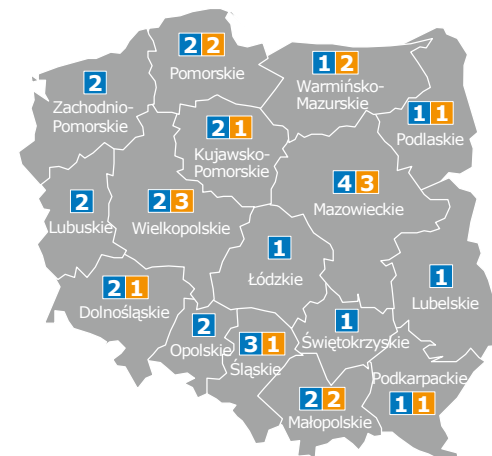 2 2
Pomorskie
1 2
Warmińsko-
Mazurskie
2
Zachodnio-
Pomorskie
1 1
Podlaskie
2 1
Kujawsko-
Pomorskie
4 3
Mazowieckie
2
Lubuskie
2 3
Wielkopolskie
1
Łódzkie
1
Lubelskie
2 1
Dolnośląskie
2
Opolskie
3 1
Śląskie
1
Świętokrzyskie
2 2
Małopolskie
Podkarpackie
1 1